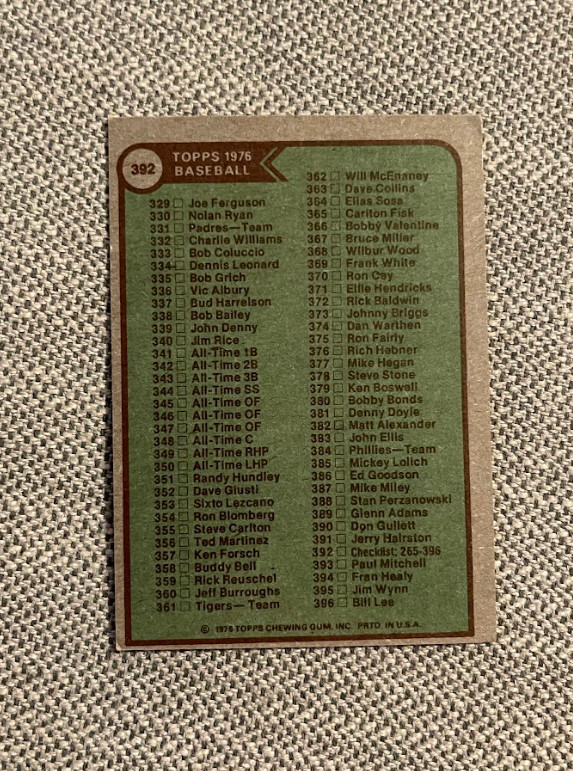 392
TOPPS 1976
BASEBALL
329 □ Joe Ferguson
330 □ Nolan Ryan
331 □ Padres—Team
332 □ Charlie Williams
333 □ Bob Coluccio
334 □ Dennis Leonard
335 □ Bob Grich
336 □ Vic Albury
337 □ Bud Harrelson
338 □ Bob Bailey
339 □ John Denny
340 □ Jim Rice
341 □ All-Time 1B
342 □ All-Time 2B
343 □ All-Time 3B
344 □ All-Time SS
345 □ All-Time OF
346 □ All-Time OF
347 □ All-Time OF
348 □ All-Time C
349 □ All-Time RHP
350 □ All-Time LHP
351 □ Randy Hundley
352 □ Dave Giusti
353 □ Sixto Lezcano
354 □ Ron Blomberg
355 □ Steve Carlton
356 □ Ted Martinez
357 □ Ken Forsch
358 □ Buddy Bell
359 □ Rick Reuschel
360 □ Jeff Burroughs
361 □ Tigers—Team
362 □ Will McEnaney
363 □ Dave Collins
364 □ Elias Sosa
365 □ Carlton Fisk
366 □ Bobby Valentine
367 □ Bruce Miller
368 □ Wilbur Wood
369 □ Frank White
370 □ Ron Cey
371 □ Ellie Hendricks
372 □ Rick Baldwin
373 □ Johnny Briggs
374 □ Dan Warthen
375 □ Ron Fairly
376 □ Rich Hebner
377 □ Mike Hegan
378 □ Steve Stone
379 □ Ken Boswell
380 □ Bobby Bonds
381 □ Denny Doyle
382 □ Matt Alexander
383 □ John Ellis
384 □ Phillies—Team
385 □ Mickey Lolich
386 □ Ed Goodson
387 □ Mike Miley
388 □ Stan Perzanowski
389 □ Glenn Adams
390 □ Don Gullett
391 □ Jerry Hairston
392 □ Checklist: 265-396
393 □ Paul Mitchell
394 □ Fran Healy
395 □ Jim Wynn
396 □ Bill Lee
© 1976 TOPPS CHEWING GUM, INC. PRTD. IN U.S.A.